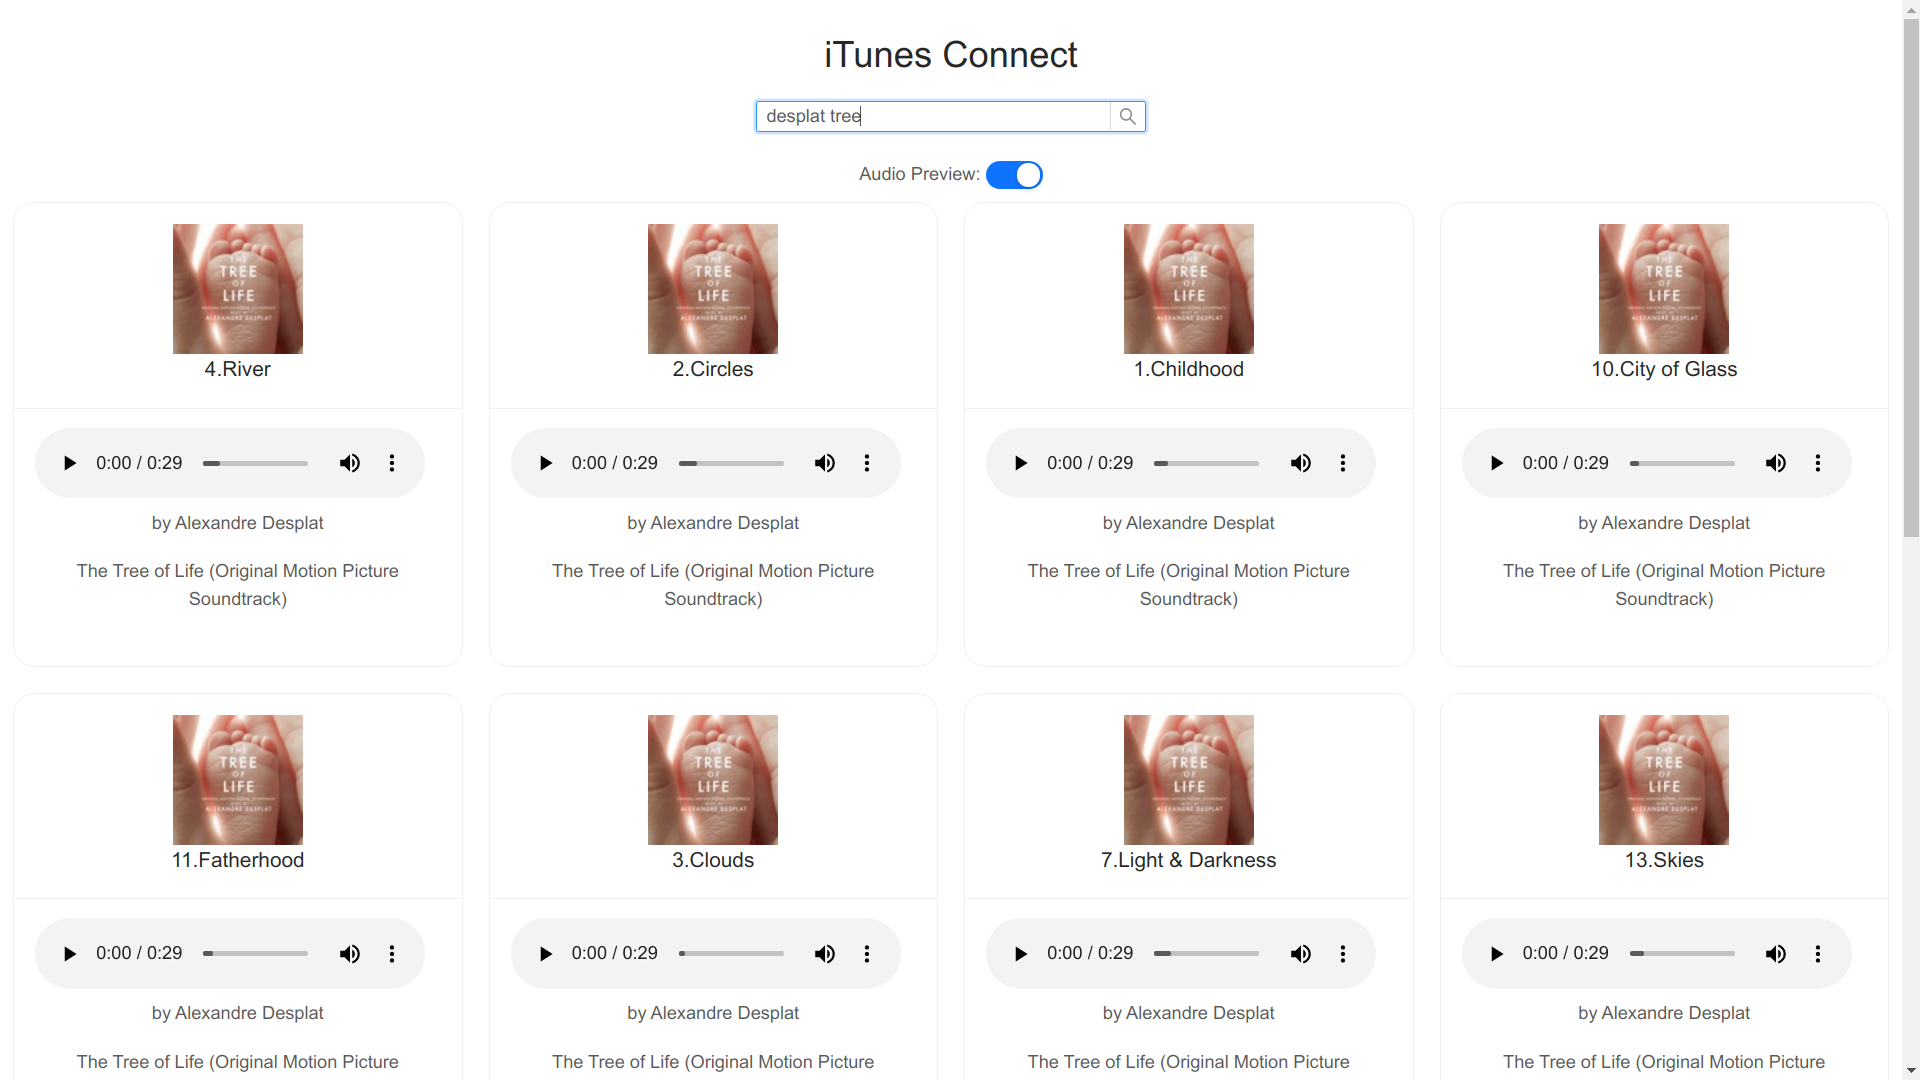 iTunes Connect
desplat tree
Audio Preview:
THE TREE OF LIFE
ALEXANDRE DESPLAT
4.River
THE TREE OF LIFE
ALEXANDRE DESPLAT
2.Circles
THE TREE OF LIFE
ALEXANDRE DESPLAT
1.Childhood
THE TREE OF LIFE
ALEXANDRE DESPLAT
10.City of Glass
0:00 / 0:29
0:00 / 0:29
0:00 / 0:29
0:00 / 0:29
by Alexandre Desplat
by Alexandre Desplat
by Alexandre Desplat
by Alexandre Desplat
The Tree of Life (Original Motion Picture
Soundtrack)
The Tree of Life (Original Motion Picture
Soundtrack)
The Tree of Life (Original Motion Picture
Soundtrack)
The Tree of Life (Original Motion Picture
Soundtrack)
THE TREE OF LIFE
ALEXANDRE DESPLAT
11.Fatherhood
THE TREE OF LIFE
ALEXANDRE DESPLAT
3.Clouds
THE TREE OF LIFE
ALEXANDRE DESPLAT
7.Light & Darkness
THE TREE OF LIFE
ALEXANDRE DESPLAT
13.Skies
0:00 / 0:29
0:00 / 0:29
0:00 / 0:29
0:00 / 0:29
by Alexandre Desplat
by Alexandre Desplat
by Alexandre Desplat
by Alexandre Desplat
The Tree of Life (Original Motion Picture
The Tree of Life (Original Motion Picture
The Tree of Life (Original Motion Picture
The Tree of Life (Original Motion Picture